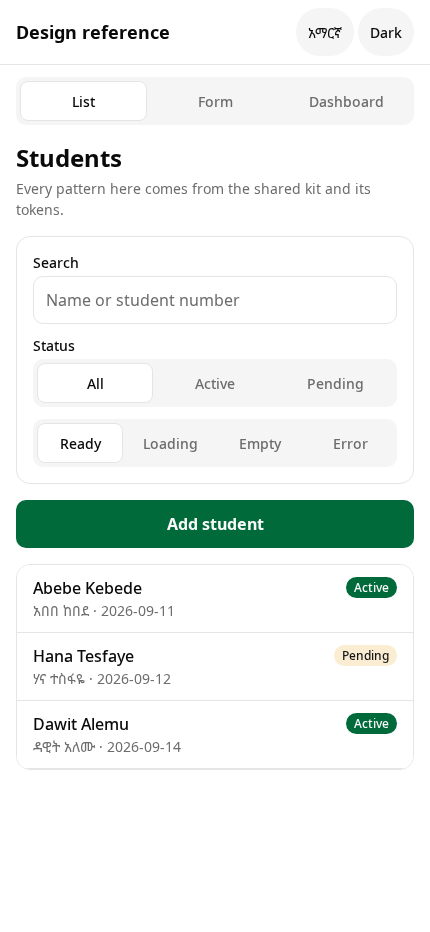 Design reference
አማርኛ
Dark
List
Form
Dashboard
Students
Every pattern here comes from the shared kit and its
tokens.
Search
Name or student number
Status
All
Active
Pending
Ready
Loading
Empty
Error
Add student
Abebe Kebede
Active
አበበ ከበደ · 2026-09-11
Hana Tesfaye
Pending
ሃና ተስፋዬ · 2026-09-12
Dawit Alemu
Active
ዳዊት አለሙ · 2026-09-14